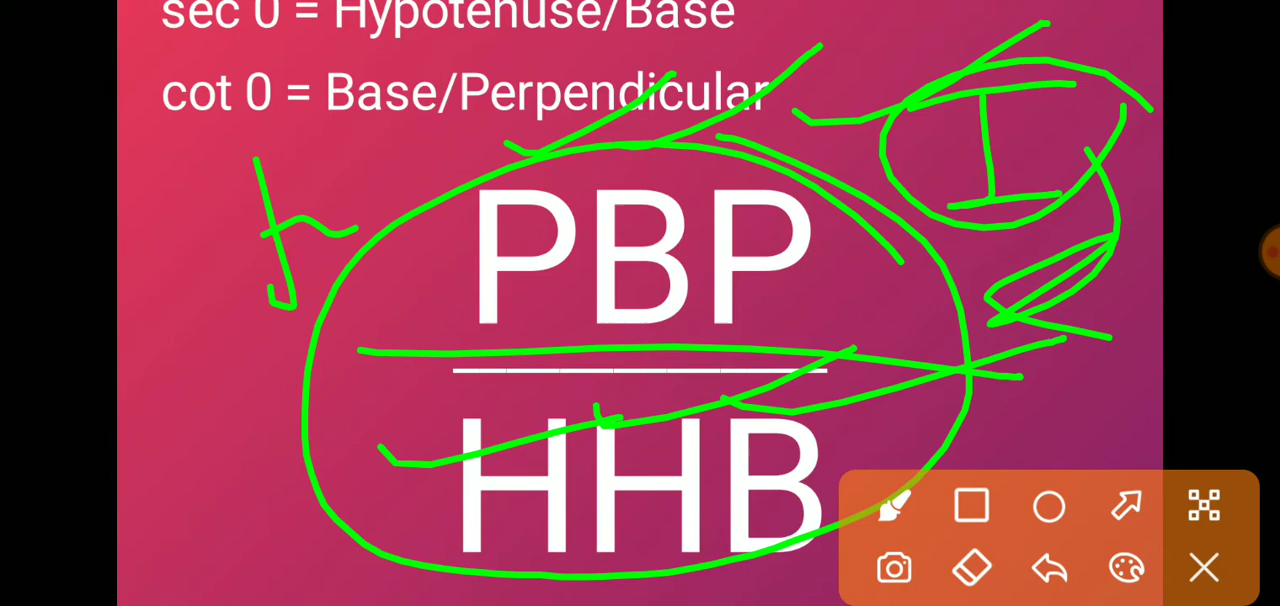 sec 0 = Hypotenuse/Base
cot 0 = Base/Perpendicular
PBP
HHB